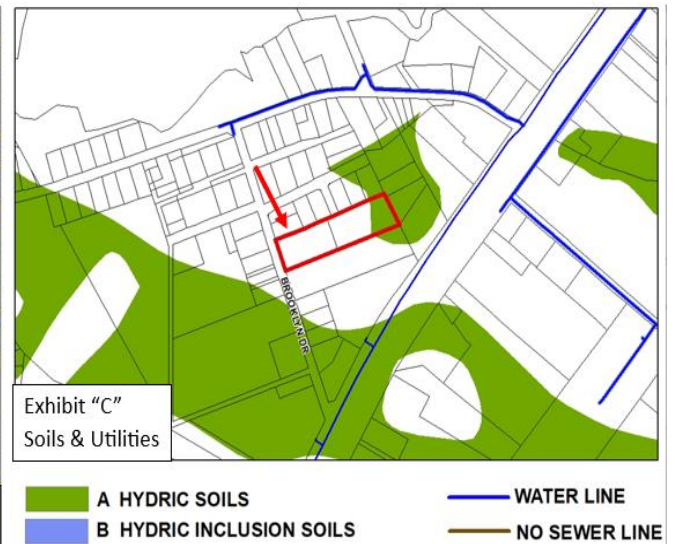 BROOKLYN DR
Exhibit “C”
Soils & Utilities
A HYDRIC SOILS
B HYDRIC INCLUSION SOILS
WATER LINE
NO SEWER LINE